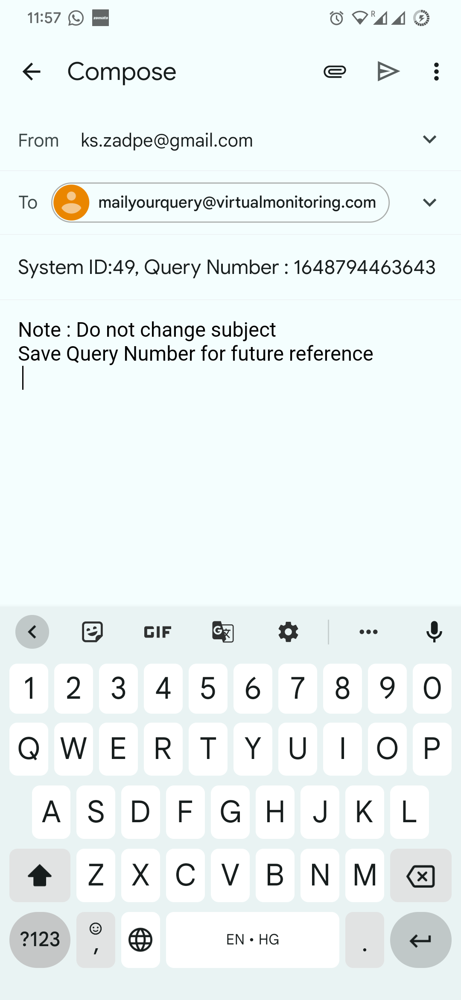 11:57 zomato R
Compose
From ks.zadpe@gmail.com
To mailyourquery@virtualmonitoring.com
System ID:49, Query Number : 1648794463643
Note : Do not change subject
Save Query Number for future reference
GIF G 文
1 2 3 4 5 6 7 8 9 0
Q W E R T Y U I O P
A S D F G H J K L
Z X C V B N M
?123 , EN • HG .